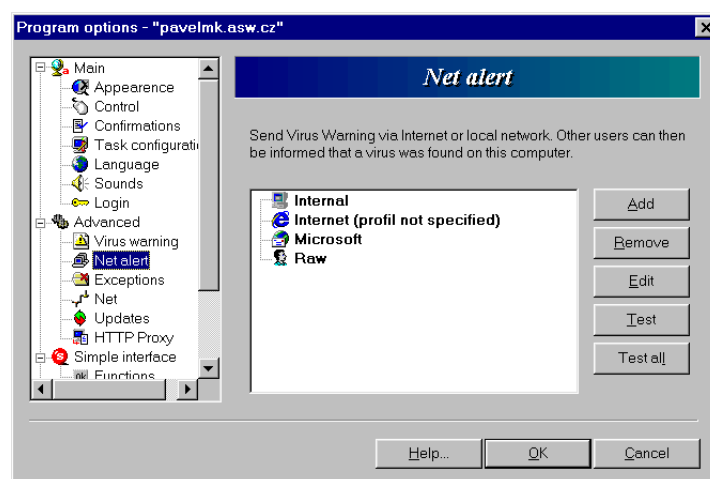 Program options - "pavelmk.asw.cz"
Main
Appearence
Control
Confirmations
Task configurati
Language
Sounds
Login
Advanced
Virus warning
Net alert
Exceptions
Net
Updates
HTTP Proxy
Simple interface
Functions
Net alert
Send Virus Warning via Internet or local network. Other users can then
be informed that a virus was found on this computer.
Internal
Internet (profil not specified)
Microsoft
Raw
Add
Remove
Edit
Test
Test all
Help...
OK
Cancel